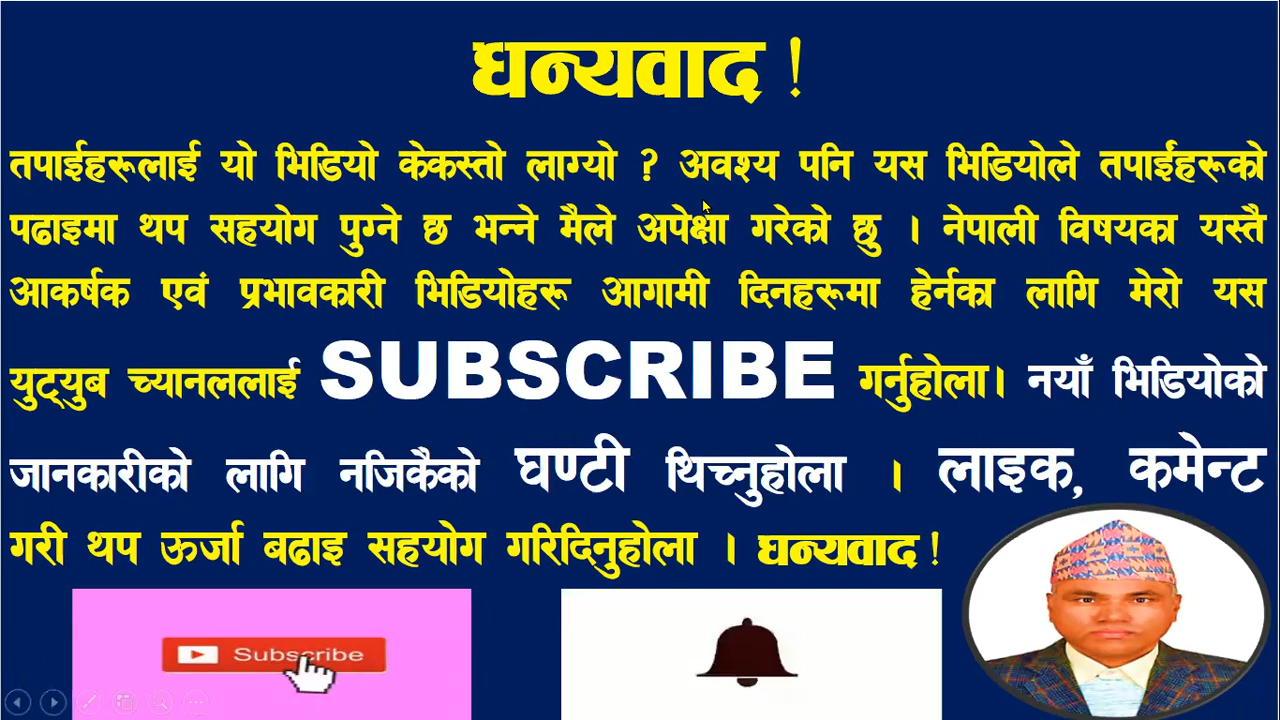 धन्यवाद !
तपाईहरूलाई यो भिडियो केकस्तो लाग्यो ? अवश्य पनि यस भिडियोले तपाईंहरूको
पढाइमा थप सहयोग पुग्ने छ भन्ने मैले अपेक्षा गरेको छु । नेपाली विषयका यस्तै
आकर्षक एवं प्रभावकारी भिडियोहरू आगामी दिनहरूमा हेर्नका लागि मेरो यस
युट्युब च्यानललाई SUBSCRIBE गर्नुहोला। नयाँ भिडियोको
जानकारीको लागि नजिकैको घण्टी थिच्नुहोला । लाइक, कमेन्ट
गरी थप ऊर्जा बढाइ सहयोग गरिदिनुहोला । धन्यवाद !
Subscribe